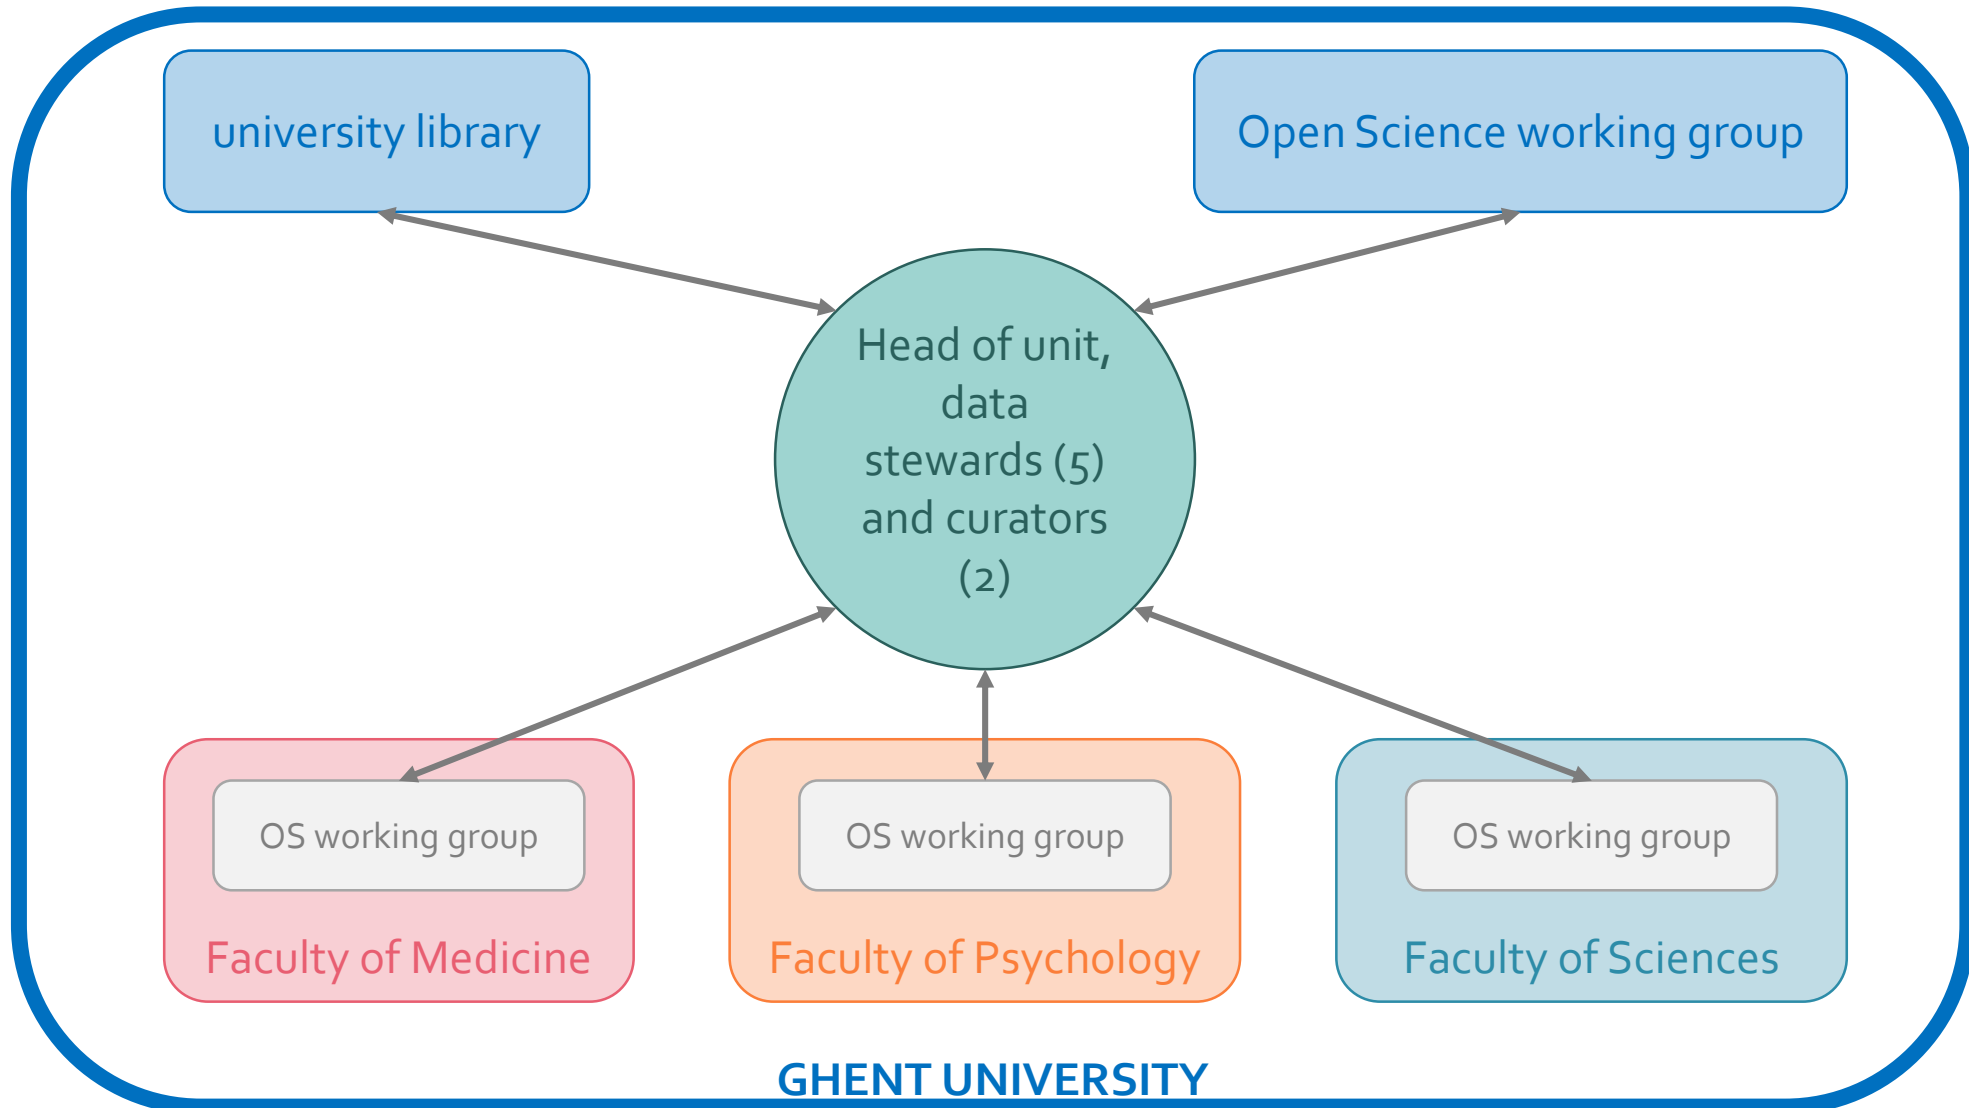 university library
Open Science working group
Head of unit,
data
stewards (5)
and curators
(2)
OS working group
OS working group
OS working group
Faculty of Medicine
Faculty of Psychology
Faculty of Sciences
GHENT UNIVERSITY